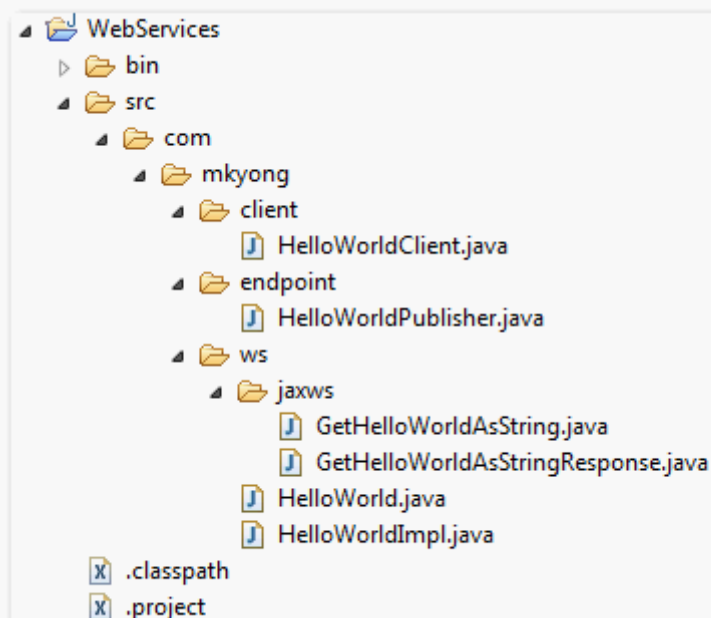 WebServices
bin
src
com
mkyong
client
HelloWorldClient.java
endpoint
HelloWorldPublisher.java
ws
jaxws
GetHelloWorldAsString.java
GetHelloWorldAsStringResponse.java
HelloWorld.java
HelloWorldImpl.java
.classpath
.project